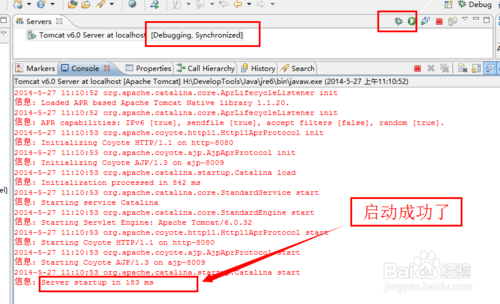 Debug
Servers
Tomcat v6.0 Server at localhost [Debugging, Synchronized]
Markers Console Call Hierarchy History Search
Tomcat v6.0 Server at localhost [Apache Tomcat] H:\DevelopTools\Java\jre6\bin\javaw.exe (2014-5-27 上午11:10:52)
2014-5-27 11:10:52 org.apache.catalina.core.AprLifecycleListener init
信息: Loaded APR based Apache Tomcat Native library 1.1.20.
2014-5-27 11:10:52 org.apache.catalina.core.AprLifecycleListener init
信息: APR capabilities: IPv6 [true], sendfile [true], accept filters [false], random [true].
2014-5-27 11:10:53 org.apache.coyote.http11.Http11AprProtocol init
信息: Initializing Coyote HTTP/1.1 on http-8080
2014-5-27 11:10:53 org.apache.coyote.ajp.AjpAprProtocol init
信息: Initializing Coyote AJP/1.3 on ajp-8009
2014-5-27 11:10:53 org.apache.catalina.startup.Catalina load
信息: Initialization processed in 842 ms
2014-5-27 11:10:53 org.apache.catalina.core.StandardService start
信息: Starting service Catalina
2014-5-27 11:10:53 org.apache.catalina.core.StandardEngine start
信息: Starting Servlet Engine: Apache Tomcat/6.0.32
2014-5-27 11:10:53 org.apache.coyote.http11.Http11AprProtocol start
信息: Starting Coyote HTTP/1.1 on http-8080
2014-5-27 11:10:53 org.apache.coyote.ajp.AjpAprProtocol start
信息: Starting Coyote AJP/1.3 on ajp-8009
2014-5-27 11:10:53 org.apache.catalina.startup.Catalina start
信息: Server startup in 183 ms
启动成功了
Baidu 经验